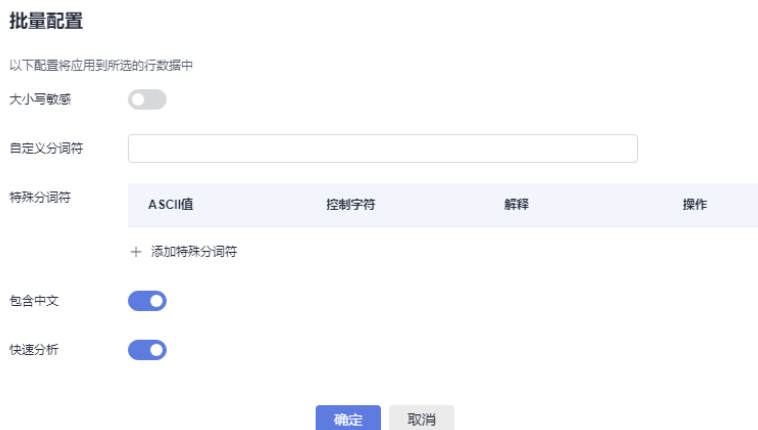 批量配置
以下配置将应用到所选的行数据中
大小写敏感
自定义分词符
特殊分词符
ASCII值 控制字符 解释 操作
+ 添加特殊分词符
包含中文
快速分析
确定 取消